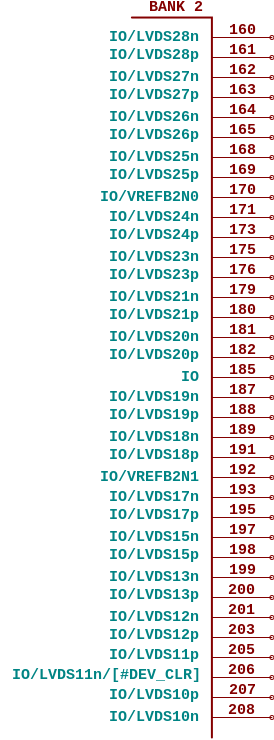 BANK 2
IO/LVDS28n 160
IO/LVDS28p 161
IO/LVDS27n 162
IO/LVDS27p 163
IO/LVDS26n 164
IO/LVDS26p 165
IO/LVDS25n 168
IO/LVDS25p 169
IO/VREFB2N0 170
IO/LVDS24n 171
IO/LVDS24p 173
IO/LVDS23n 175
IO/LVDS23p 176
IO/LVDS21n 179
IO/LVDS21p 180
IO/LVDS20n 181
IO/LVDS20p 182
IO 185
IO/LVDS19n 187
IO/LVDS19p 188
IO/LVDS18n 189
IO/LVDS18p 191
IO/VREFB2N1 192
IO/LVDS17n 193
IO/LVDS17p 195
IO/LVDS15n 197
IO/LVDS15p 198
IO/LVDS13n 199
IO/LVDS13p 200
IO/LVDS12n 201
IO/LVDS12p 203
IO/LVDS11p 205
IO/LVDS11n/[#DEV_CLR] 206
IO/LVDS10p 207
IO/LVDS10n 208